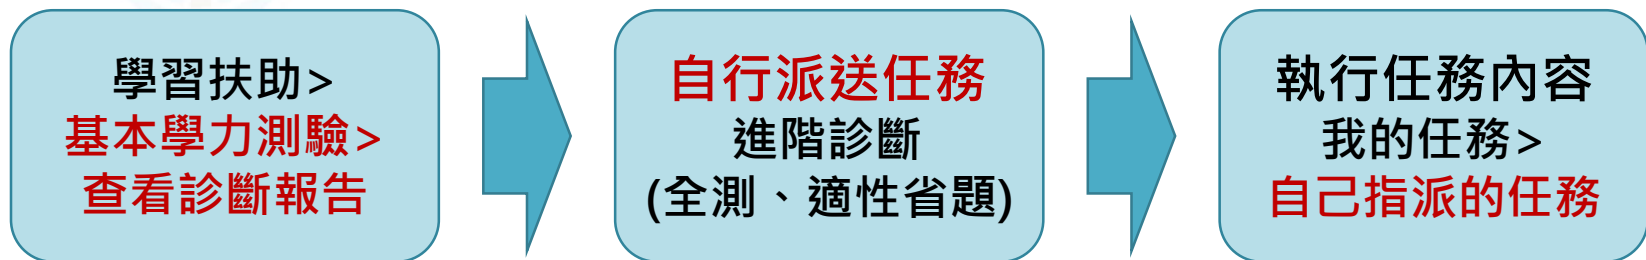 學習扶助>
基本學力測驗>
查看診斷報告
自行派送任務
進階診斷
(全測、適性省題)
執行任務內容
我的任務>
自己指派的任務